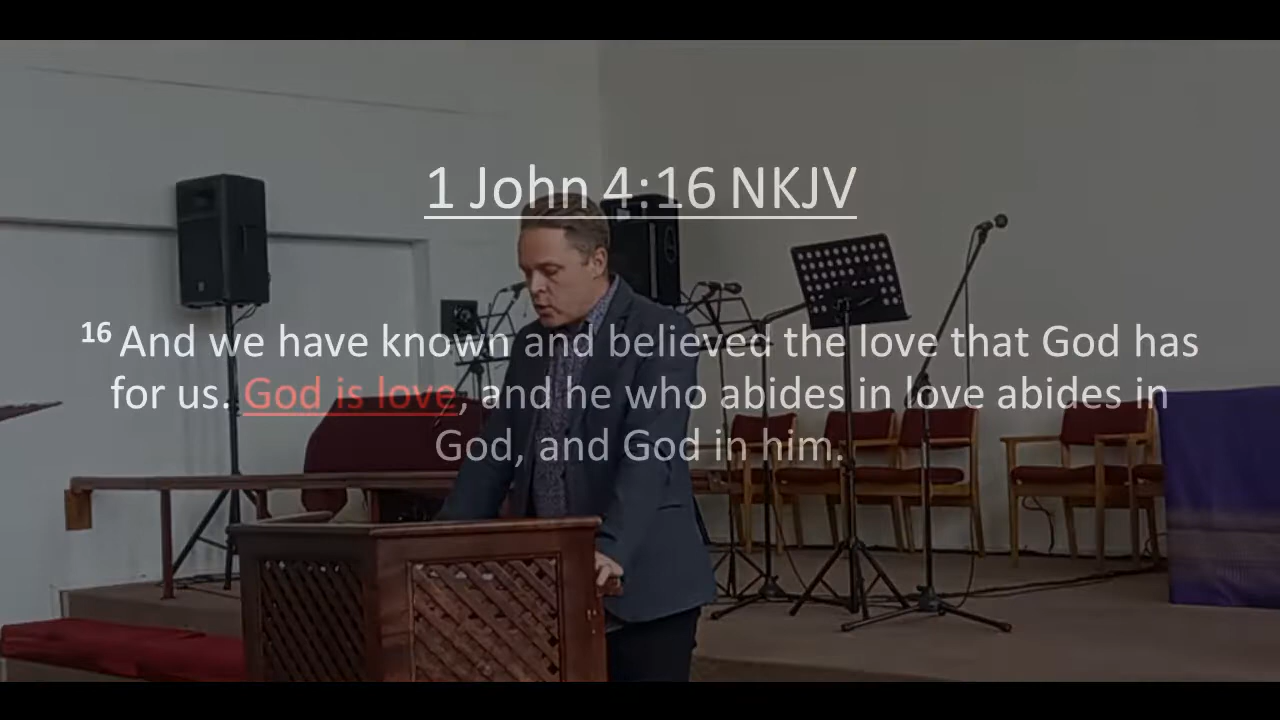 1 John 4:16 NKJV
16 And we have known and believed the love that God has
for us. God is love, and he who abides in love abides in
God, and God in him.